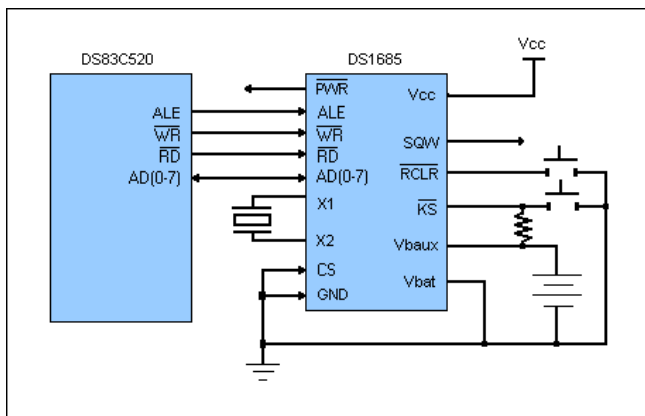 DS83C520
ALE
WR
RD
AD(0-7)
DS1685
PWR
ALE
WR
RD
AD(0-7)
X1
X2
CS
GND
Vcc
SQW
RCLR
KS
Vbaux
Vbat
Vcc